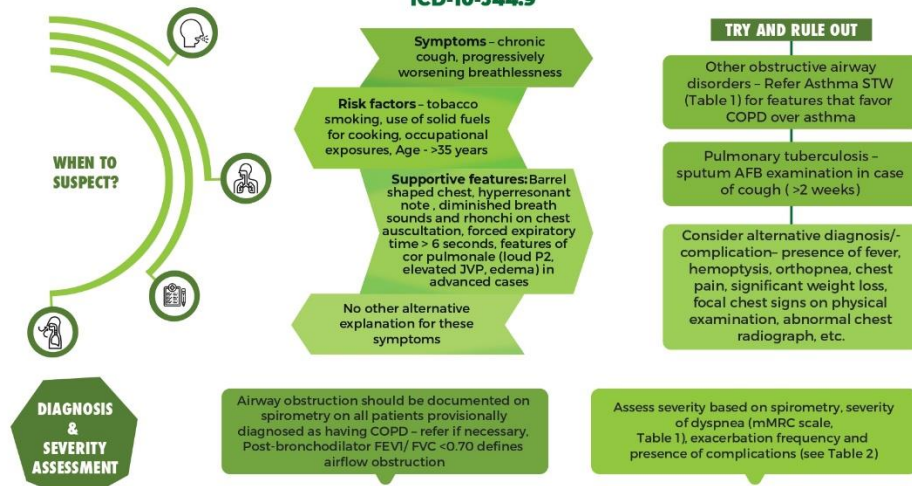 ICD-10-J44.9
WHEN TO
SUSPECT?
Symptoms – chronic
cough, progressively
worsening breathlessness
Risk factors – tobacco
smoking, use of solid fuels
for cooking, occupational
exposures, Age - >35 years
Supportive features:Barrel
shaped chest, hyperresonant
note , diminished breath
sounds and rhonchi on chest
auscultation, forced expiratory
time > 6 seconds, features of
cor pulmonale (loud P2,
elevated JVP, edema) in
advanced cases
No other alternative
explanation for these
symptoms
TRY AND RULE OUT
Other obstructive airway
disorders – Refer Asthma STW
(Table 1) for features that favor
COPD over asthma
Pulmonary tuberculosis –
sputum AFB examination in case
of cough ( >2 weeks)
Consider alternative diagnosis/-
complication– presence of fever,
hemoptysis, orthopnea, chest
pain, significant weight loss,
focal chest signs on physical
examination, abnormal chest
radiograph, etc.
DIAGNOSIS
&
SEVERITY
ASSESSMENT
Airway obstruction should be documented on
spirometry on all patients provisionally
diagnosed as having COPD – refer if necessary,
Post-bronchodilator FEV1/ FVC <0.70 defines
airflow obstruction
Assess severity based on spirometry, severity
of dyspnea (mMRC scale,
Table 1), exacerbation frequency and
presence of complications (see Table 2)